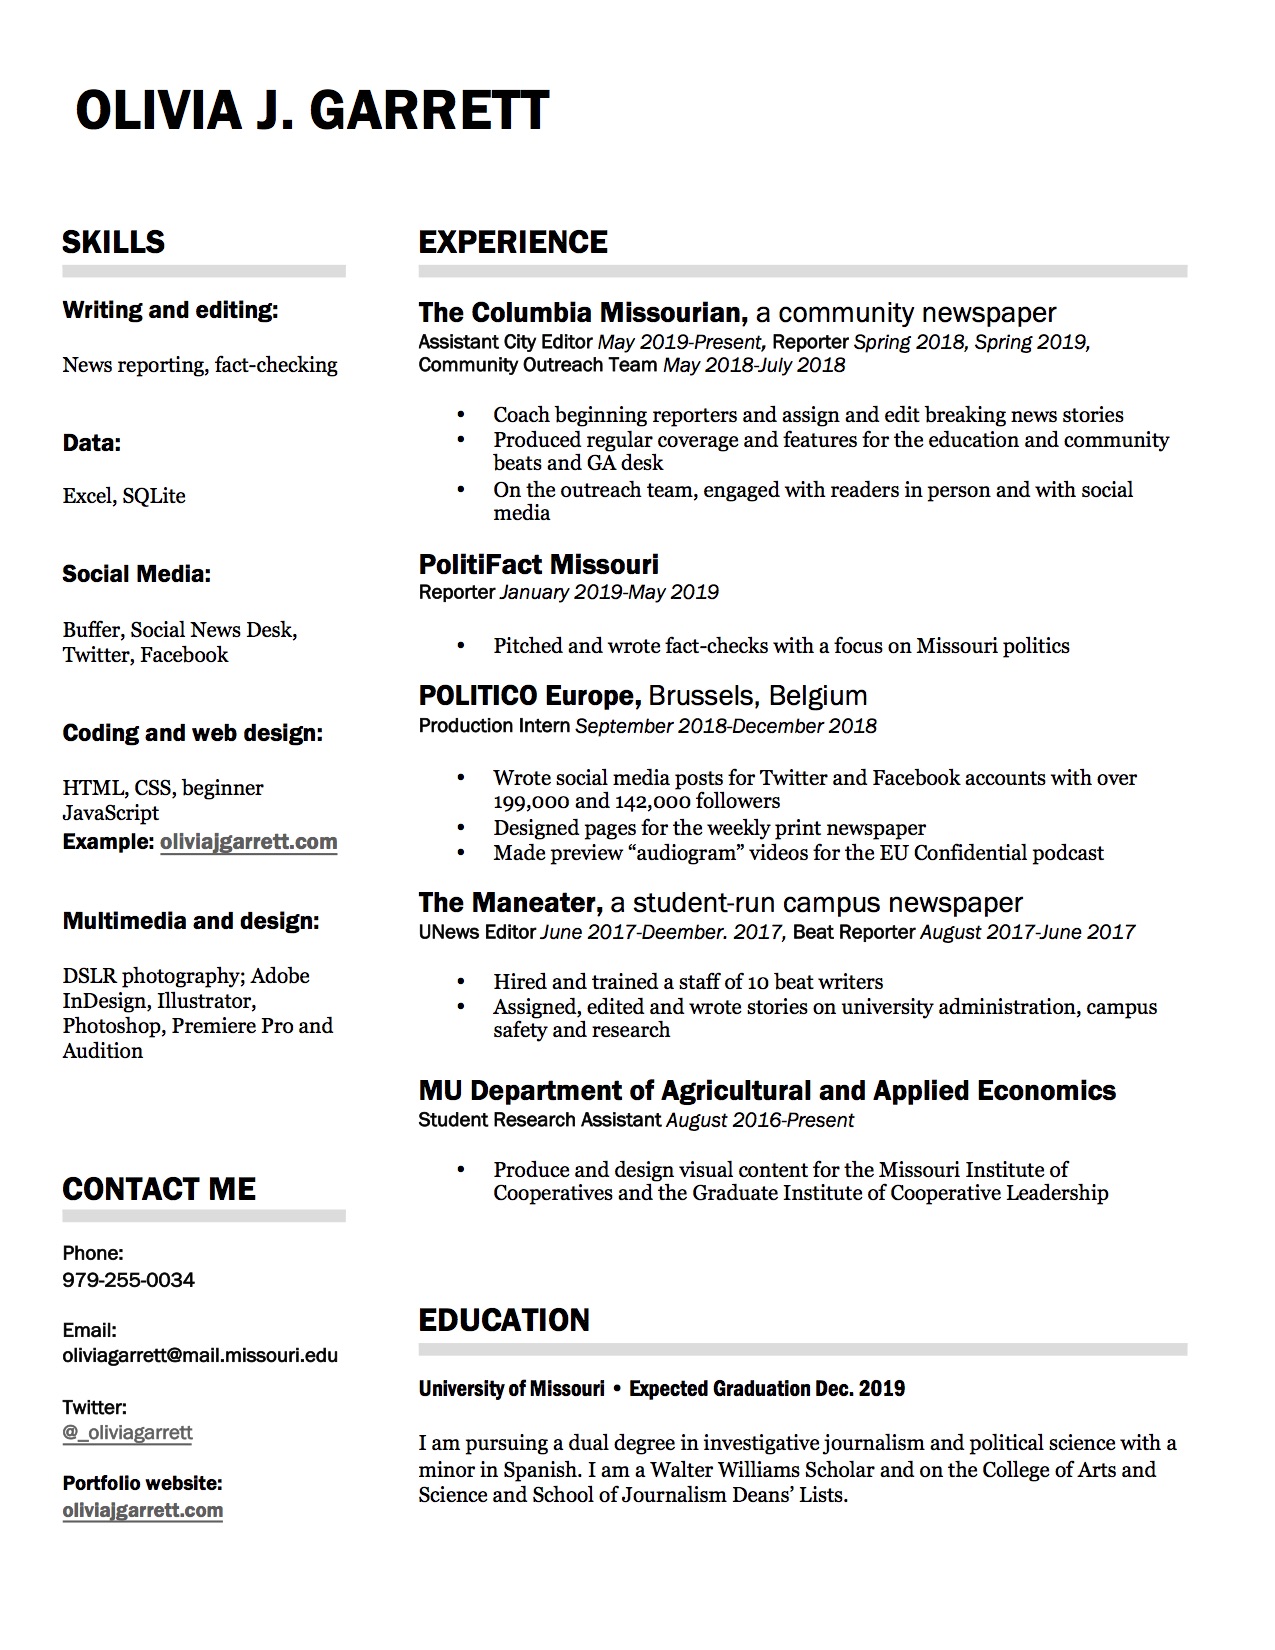 OLIVIA J. GARRETT
SKILLS
Writing and editing:
News reporting, fact-checking
Data:
Excel, SQLite
Social Media:
Buffer, Social News Desk,
Twitter, Facebook
Coding and web design:
HTML, CSS, beginner
JavaScript
Example: oliviajgarrett.com
Multimedia and design:
DSLR photography; Adobe
InDesign, Illustrator,
Photoshop, Premiere Pro and
Audition
CONTACT ME
Phone:
979-255-0034
Email:
oliviagarrett@mail.missouri.edu
Twitter:
@_oliviagarrett
Portfolio website:
oliviajgarrett.com
EXPERIENCE
The Columbia Missourian, a community newspaper
Assistant City Editor May 2019-Present, Reporter Spring 2018, Spring 2019,
Community Outreach Team May 2018-July 2018
• Coach beginning reporters and assign and edit breaking news stories
• Produced regular coverage and features for the education and community
beats and GA desk
• On the outreach team, engaged with readers in person and with social
media
PolitiFact Missouri
Reporter January 2019-May 2019
• Pitched and wrote fact-checks with a focus on Missouri politics
POLITICO Europe, Brussels, Belgium
Production Intern September 2018-December 2018
• Wrote social media posts for Twitter and Facebook accounts with over
199,000 and 142,000 followers
• Designed pages for the weekly print newspaper
• Made preview “audiogram” videos for the EU Confidential podcast
The Maneater, a student-run campus newspaper
UNews Editor June 2017-Deember. 2017, Beat Reporter August 2017-June 2017
• Hired and trained a staff of 10 beat writers
• Assigned, edited and wrote stories on university administration, campus
safety and research
MU Department of Agricultural and Applied Economics
Student Research Assistant August 2016-Present
• Produce and design visual content for the Missouri Institute of
Cooperatives and the Graduate Institute of Cooperative Leadership
EDUCATION
University of Missouri • Expected Graduation Dec. 2019
I am pursuing a dual degree in investigative journalism and political science with a
minor in Spanish. I am a Walter Williams Scholar and on the College of Arts and
Science and School of Journalism Deans’ Lists.